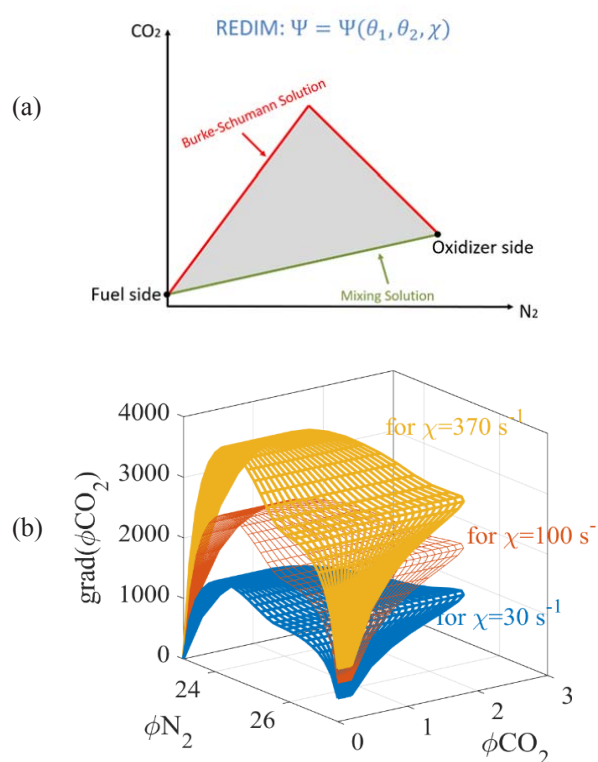 (a)
REDIM: Ψ = Ψ(θ₁, θ₂, χ)
CO₂
Burke-Schumann Solution
Oxidizer side
Fuel side
Mixing Solution
N₂
(b)
4000
3000
2000
1000
0
grad(ϕCO₂)
for χ=370 s⁻¹
for χ=100 s⁻
for χ=30 s⁻¹
24
26
ϕN₂
0
1
2
3
ϕCO₂